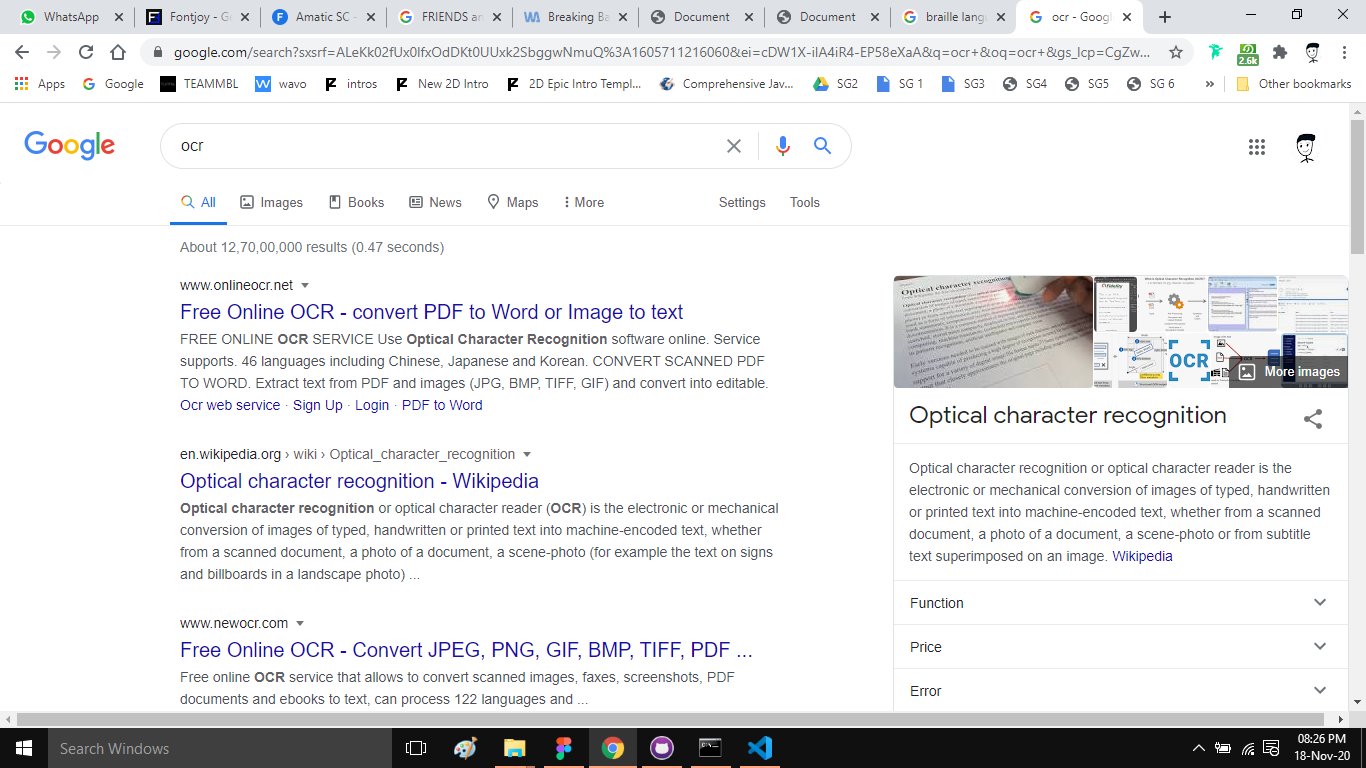 WhatsApp
Fontjoy - G
Amatic SC -
FRIENDS an
Breaking Ba
Document
Document
braille langu
ocr - Googl
google.com/search?sxsrf=ALeKk02fUx0lfxOdDKt0UUxk2SbggwNmuQ%3A1605711216060&ei=cDW1X-ilA4iR4-EP58eXaA&q=ocr+&oq=ocr+&gs_lcp=CgZw...
2.6k
Apps
Google
TEAMMBL
wavo
intros
New 2D Intro
2D Epic Intro Templ...
Comprehensive Jav...
SG2
SG 1
SG3
SG4
SG5
SG 6
»
Other bookmarks
Google
ocr
All
Images
Books
News
Maps
More
Settings
Tools
About 12,70,00,000 results (0.47 seconds)
www.onlineocr.net
Free Online OCR - convert PDF to Word or Image to text
FREE ONLINE OCR SERVICE Use Optical Character Recognition software online. Service
supports. 46 languages including Chinese, Japanese and Korean. CONVERT SCANNED PDF
TO WORD. Extract text from PDF and images (JPG, BMP, TIFF, GIF) and convert into editable.
Ocr web service · Sign Up · Login · PDF to Word
en.wikipedia.org › wiki › Optical_character_recognition
Optical character recognition - Wikipedia
Optical character recognition or optical character reader (OCR) is the electronic or mechanical
conversion of images of typed, handwritten or printed text into machine-encoded text, whether
from a scanned document, a photo of a document, a scene-photo (for example the text on signs
and billboards in a landscape photo) ...
www.newocr.com
Free Online OCR - Convert JPEG, PNG, GIF, BMP, TIFF, PDF ...
Free online OCR service that allows to convert scanned images, faxes, screenshots, PDF
documents and ebooks to text, can process 122 languages and ...
Optical character recognition
OCR
More images
Optical character recognition
Optical character recognition or optical character reader is the
electronic or mechanical conversion of images of typed, handwritten
or printed text into machine-encoded text, whether from a scanned
document, a photo of a document, a scene-photo or from subtitle
text superimposed on an image. Wikipedia
Function
Price
Error
Search Windows
08:26 PM
18-Nov-20